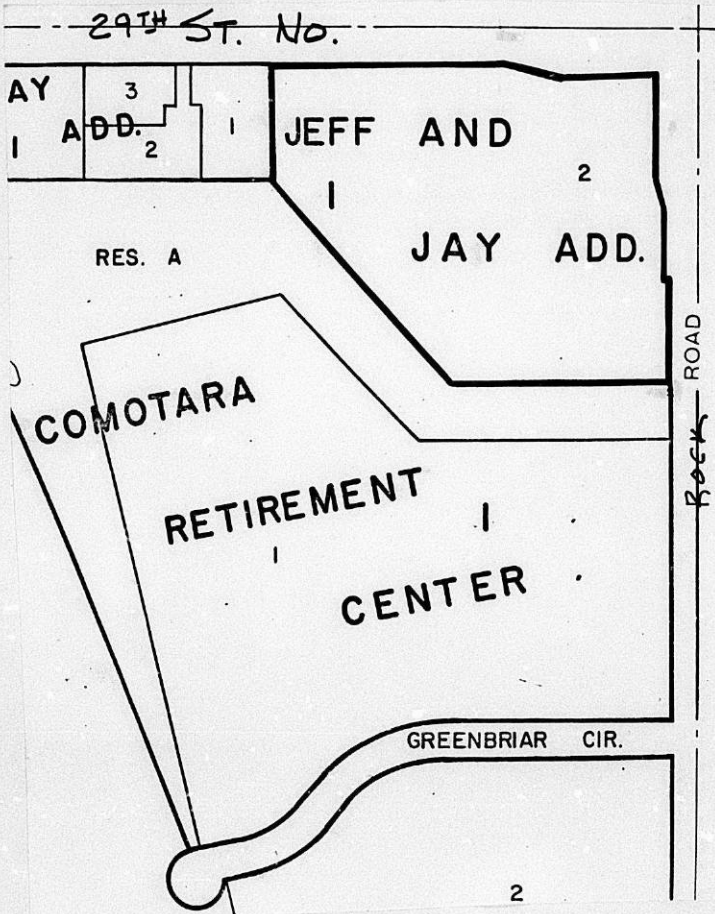 29TH ST. NO.
AY
1 ADD.
3
2
1
JEFF AND
1
2
JAY ADD.
RES. A
ROCK ROAD
COMOTARA
RETIREMENT
1
1
CENTER
GREENBRIAR CIR.
2